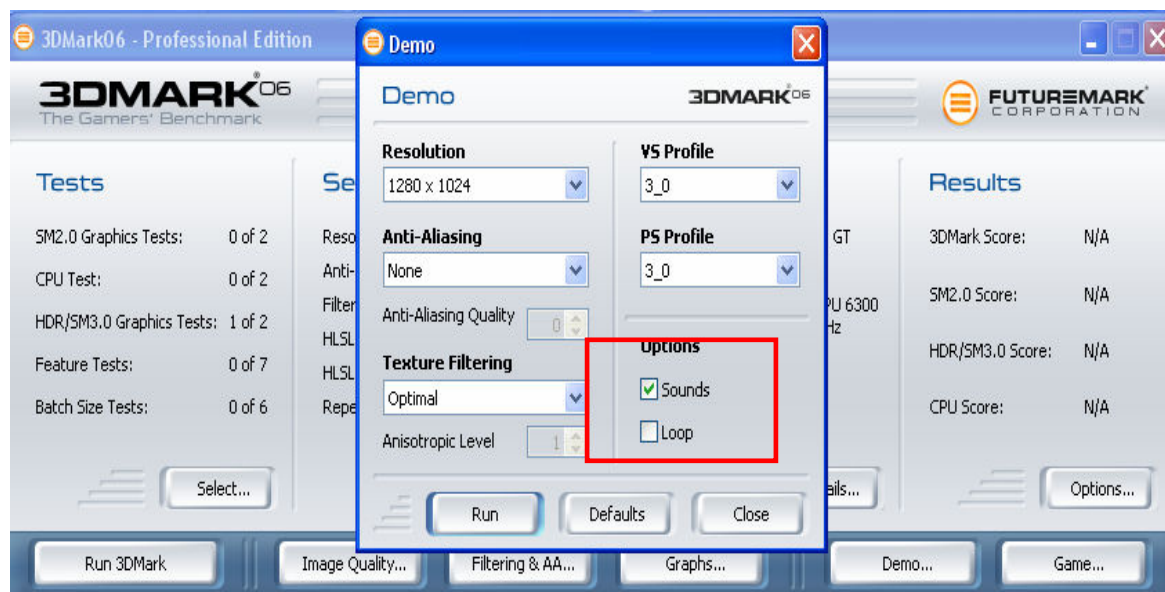 3DMark06 - Professional Edition
Demo
3DMARK06
The Gamers' Benchmark
FUTUREMARK
CORPORATION
Demo
3DMARK06
Resolution
1280 x 1024
VS Profile
3_0
Anti-Aliasing
None
PS Profile
3_0
Anti-Aliasing Quality 0
Texture Filtering
Optimal
Anisotropic Level 1
Options
Sounds
Loop
Run Defaults Close
Tests
SM2.0 Graphics Tests: 0 of 2
CPU Test: 0 of 2
HDR/SM3.0 Graphics Tests: 1 of 2
Feature Tests: 0 of 7
Batch Size Tests: 0 of 6
Select...
Se
Reso
Anti-
Filter
HLSL
HLSL
Repe
GT
PU 6300
Hz
ails...
Results
3DMark Score: N/A
SM2.0 Score: N/A
HDR/SM3.0 Score: N/A
CPU Score: N/A
Options...
Run 3DMark Image Quality... Filtering & AA... Graphs... Demo... Game...